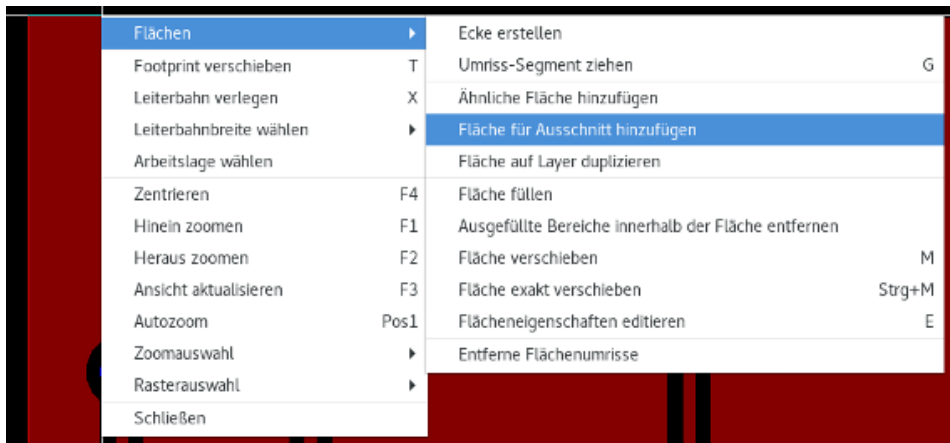 Flächen
Footprint verschieben T
Leiterbahn verlegen X
Leiterbahnbreite wählen
Arbeitslage wählen
Zentrieren F4
Hinein zoomen F1
Heraus zoomen F2
Ansicht aktualisieren F3
Autozoom Pos1
Zoomauswahl
Rasterauswahl
Schließen
Ecke erstellen
Umriss-Segment ziehen G
Ähnliche Fläche hinzufügen
Fläche für Ausschnitt hinzufügen
Fläche auf Layer duplizieren
Fläche füllen
Ausgefüllte Bereiche innerhalb der Fläche entfernen
Fläche verschieben M
Fläche exakt verschieben Strg+M
Flächeneigenschaften editieren E
Entferne Flächenumrisse